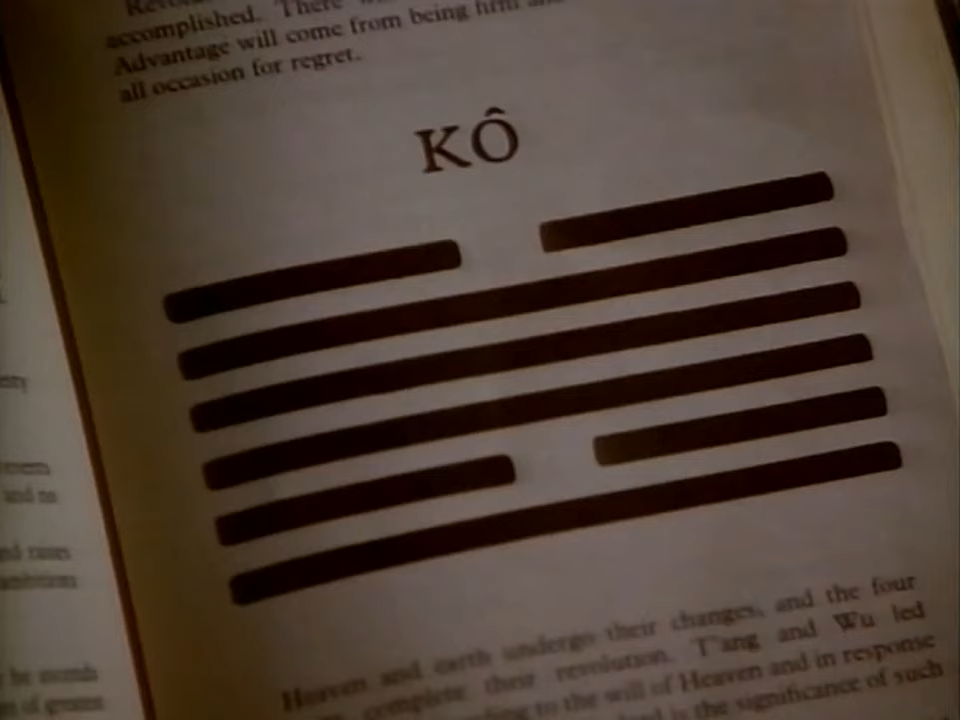 accomplished. There
Advantage will come from being firm and
all occasion for regret.
KÔ
Heaven and earth undergo their changes, and the four
complete their revolution. T'ang and Wu led
to the will of Heaven and in response
is the significance of such
and no